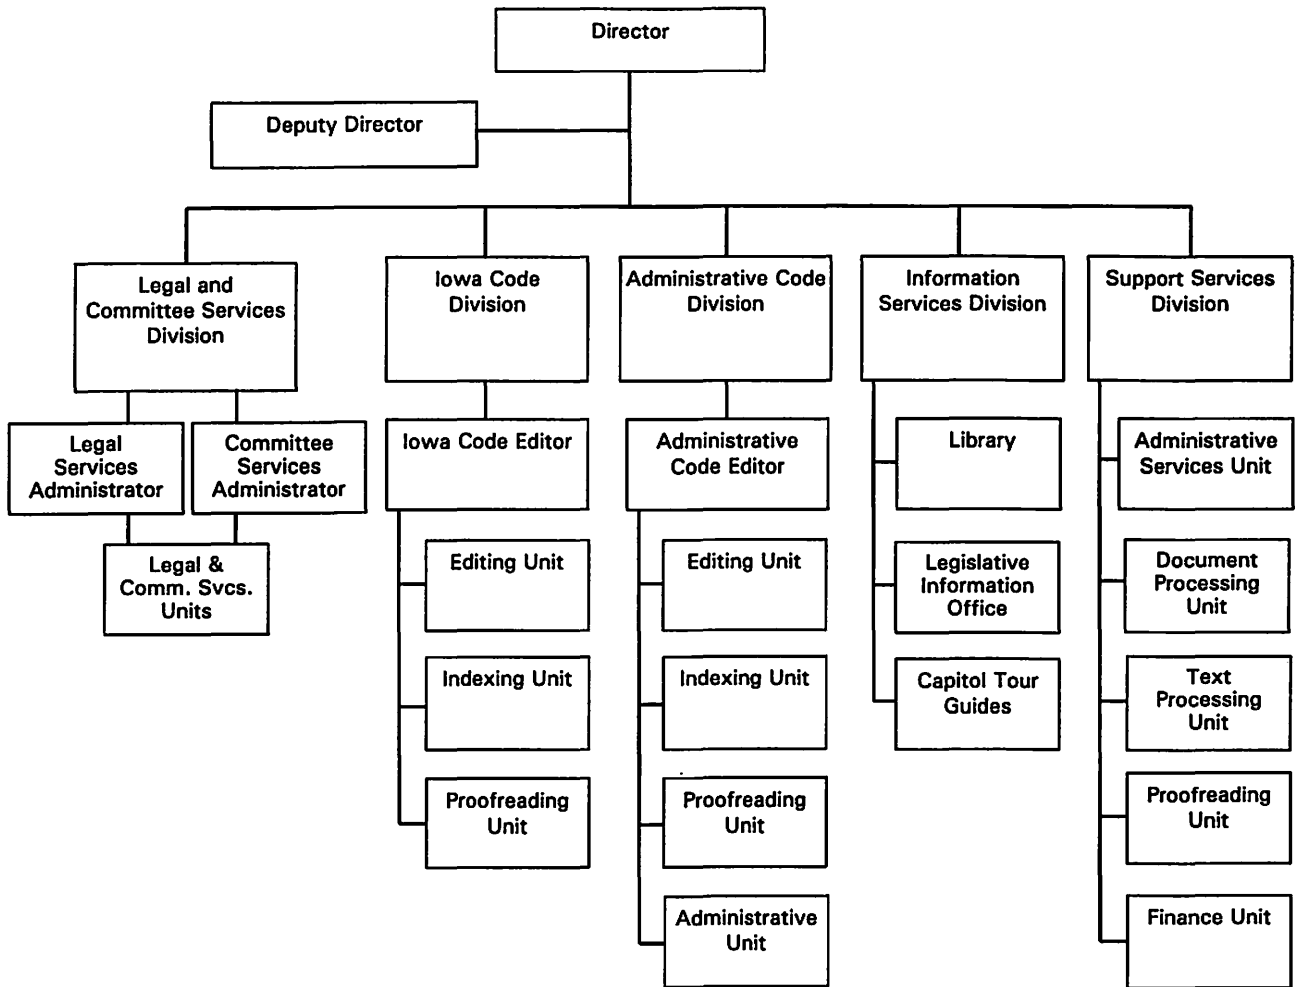 Director
Deputy Director
Legal and
Committee Services
Division
Iowa Code
Division
Administrative Code
Division
Information
Services Division
Support Services
Division
Legal
Services
Administrator
Committee
Services
Administrator
Legal &
Comm. Svcs.
Units
Iowa Code Editor
Editing Unit
Indexing Unit
Proofreading
Unit
Administrative
Code Editor
Editing Unit
Indexing Unit
Proofreading
Unit
Administrative
Unit
Library
Legislative
Information
Office
Capitol Tour
Guides
Administrative
Services Unit
Document
Processing
Unit
Text
Processing
Unit
Proofreading
Unit
Finance Unit